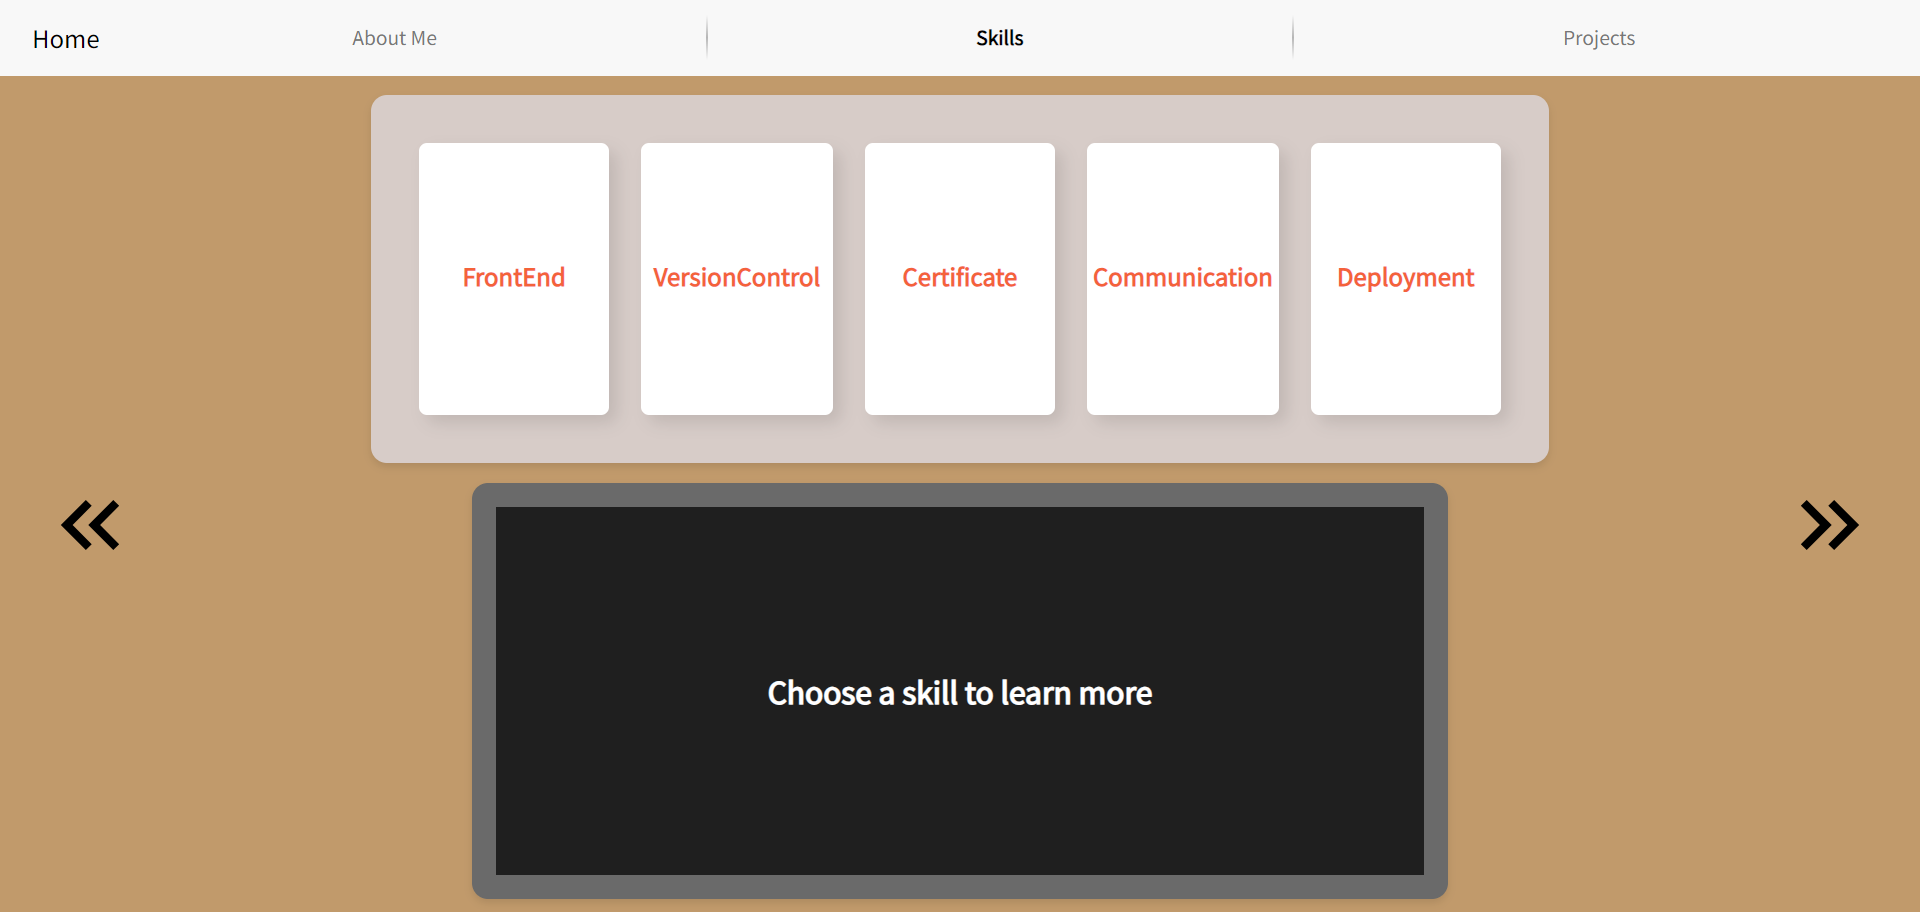 Home
About Me
Skills
Projects
FrontEnd
VersionControl
Certificate
Communication
Deployment
Choose a skill to learn more